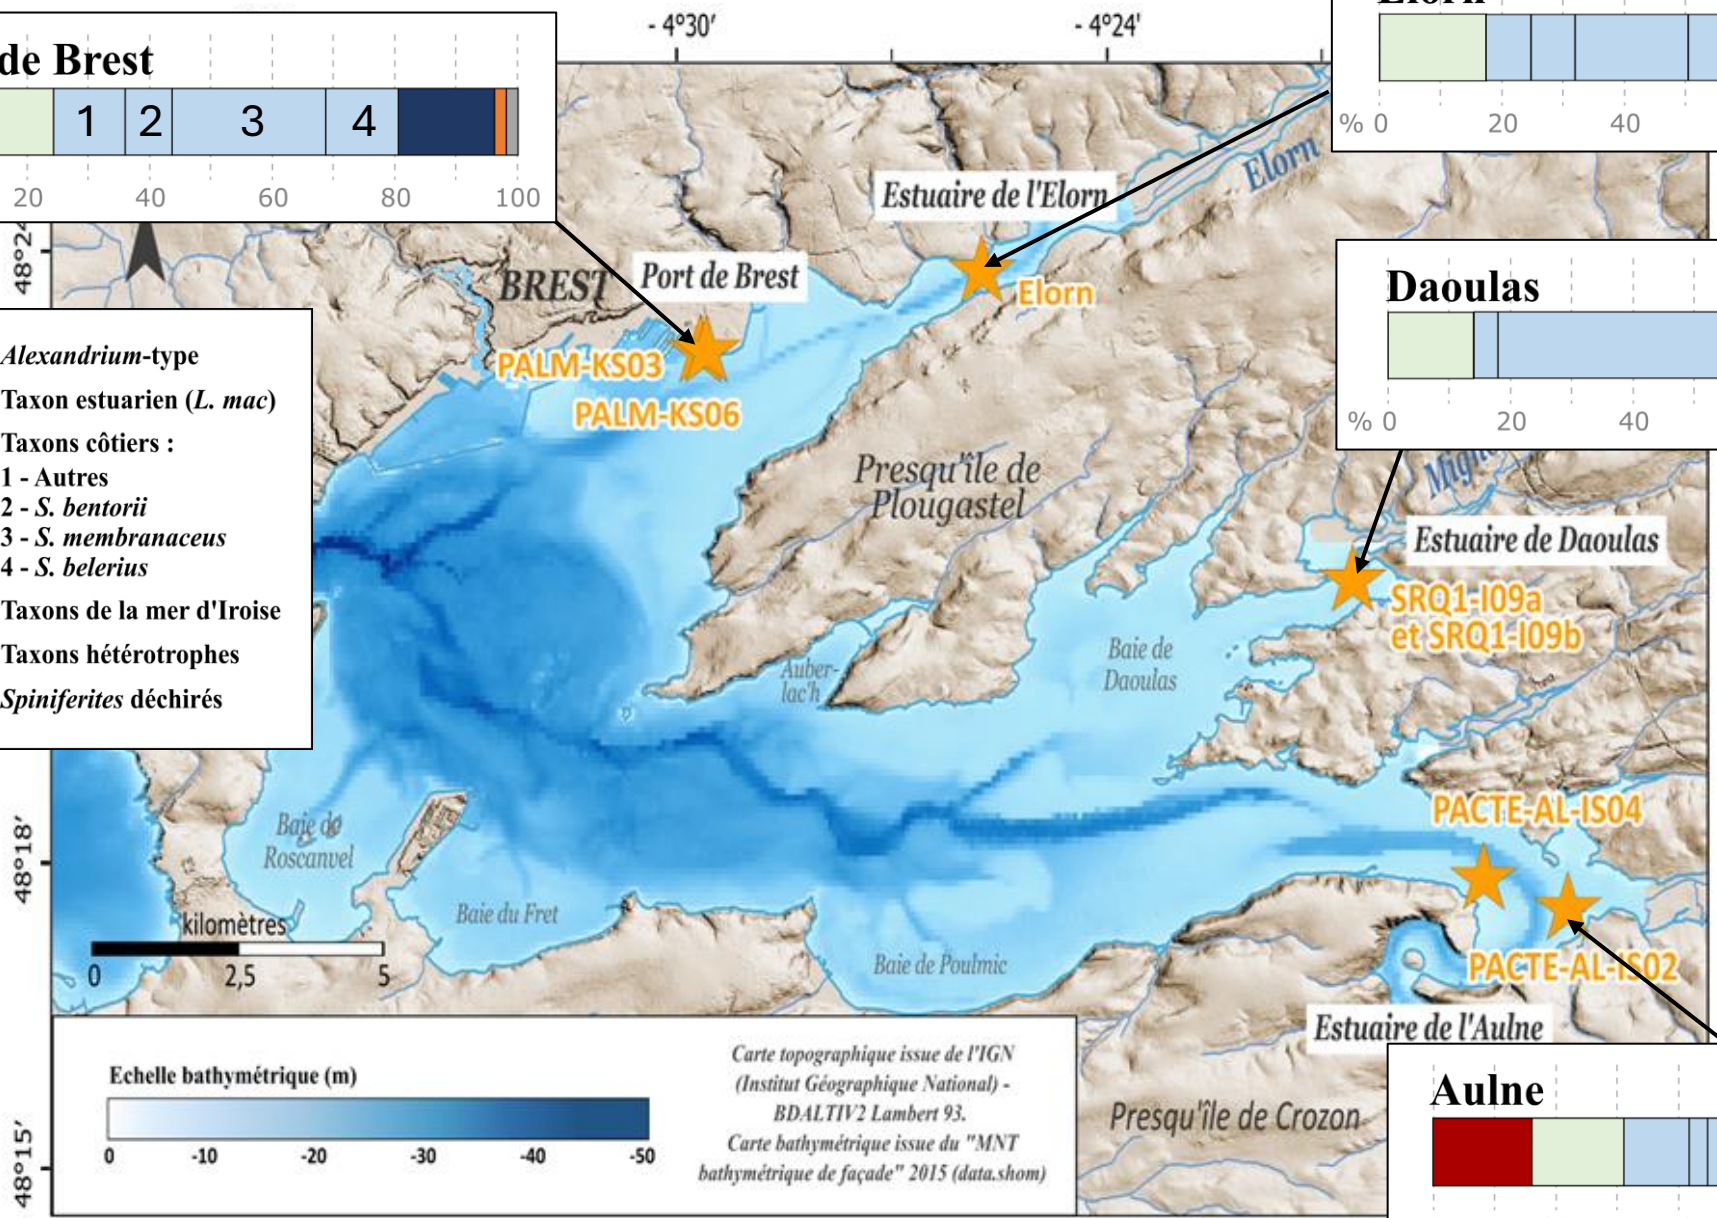 - 4°30′
- 4°24'
de Brest
1 2 3 4
20 40 60 80 100
Elorn
% 0 20 40
48°24
Elorn
Estuaire de l'Elorn
BREST
Port de Brest
Elorn
PALM-KS03
PALM-KS06
Daoulas
% 0 20 40
Alexandrium-type
Taxon estuarien (L. mac)
Taxons côtiers :
1 - Autres
2 - S. bentorii
3 - S. membranaceus
4 - S. belerius
Taxons de la mer d'Iroise
Taxons hétérotrophes
Spiniferites déchirés
Presqu'île de
Plougastel
Estuaire de Daoulas
SRQ1-I09a
et SRQ1-I09b
Auber-
lac'h
Baie de
Daoulas
PACTE-AL-IS04
48°18′
Baie de
Roscanvel
Baie du Fret
Baie de Poulmic
kilomètres
0 2,5 5
PACTE-AL-IS02
Estuaire de l'Aulne
Aulne
Presqu'île de Crozon
48°15′
Echelle bathymétrique (m)
0 -10 -20 -30 -40 -50
Carte topographique issue de l'IGN
(Institut Géographique National) -
BDALTIV2 Lambert 93.
Carte bathymétrique issue du "MNT
bathymétrique de façade" 2015 (data.shom)